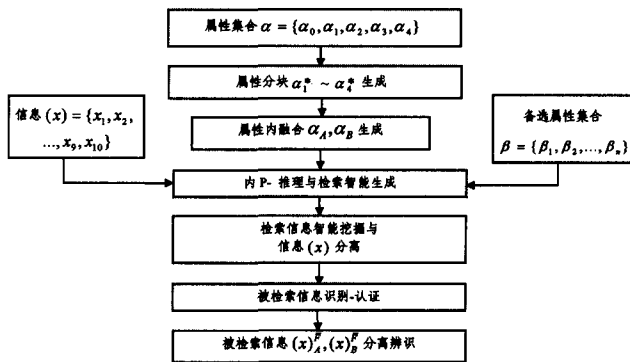 属性集合 α = {α₀,α₁,α₂,α₃,α₄}
属性分块 α₁* ~ α₄* 生成
信息 (x) = {x₁,x₂,
...,x₉,x₁₀}
属性内融合 α_A,α_B 生成
备选属性集合
β = {β₁,β₂,...,βₙ}
内 P- 推理与检索智能生成
检索信息智能挖掘与
信息 (x) 分离
被检索信息识别-认证
被检索信息 (x)_A^F̄,(x)_B^F̄ 分离辨识